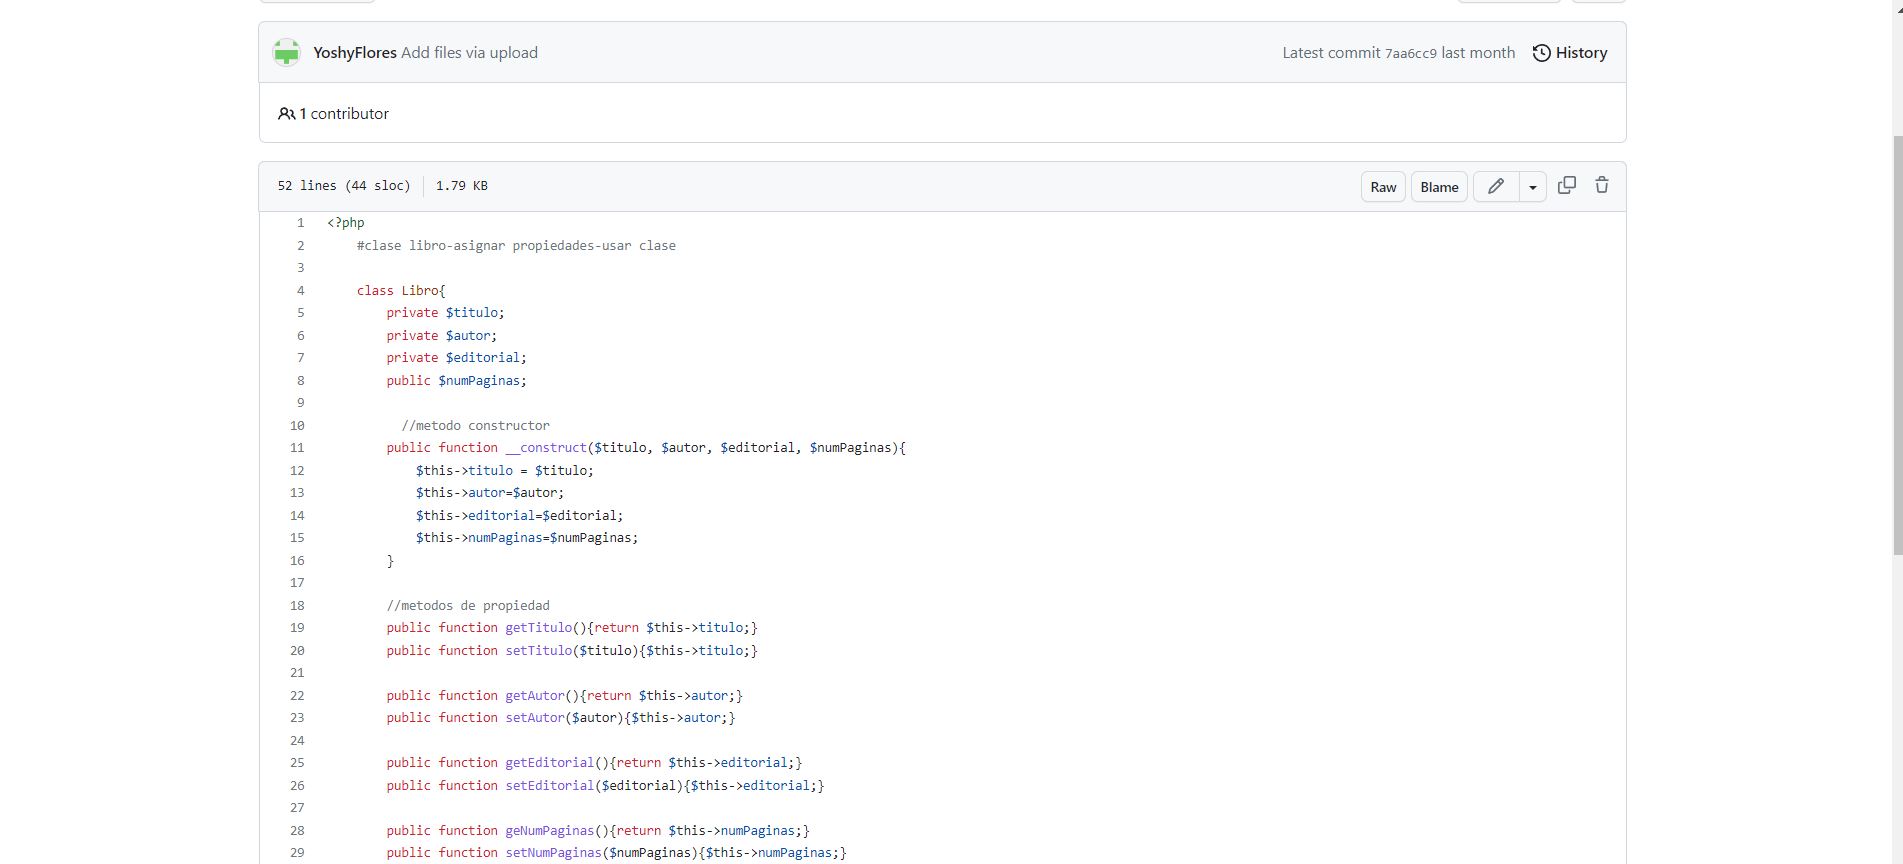 YoshyFlores Add files via upload
Latest commit 7aa6cc9 last month History
1 contributor
52 lines (44 sloc) 1.79 KB
Raw Blame
1 <?php
2 #clase libro-asignar propiedades-usar clase
3
4 class Libro{
5 private $titulo;
6 private $autor;
7 private $editorial;
8 public $numPaginas;
9
10 //metodo constructor
11 public function __construct($titulo, $autor, $editorial, $numPaginas){
12 $this->titulo = $titulo;
13 $this->autor=$autor;
14 $this->editorial=$editorial;
15 $this->numPaginas=$numPaginas;
16 }
17
18 //metodos de propiedad
19 public function getTitulo(){return $this->titulo;}
20 public function setTitulo($titulo){$this->titulo;}
21
22 public function getAutor(){return $this->autor;}
23 public function setAutor($autor){$this->autor;}
24
25 public function getEditorial(){return $this->editorial;}
26 public function setEditorial($editorial){$this->editorial;}
27
28 public function geNumPaginas(){return $this->numPaginas;}
29 public function setNumPaginas($numPaginas){$this->numPaginas;}